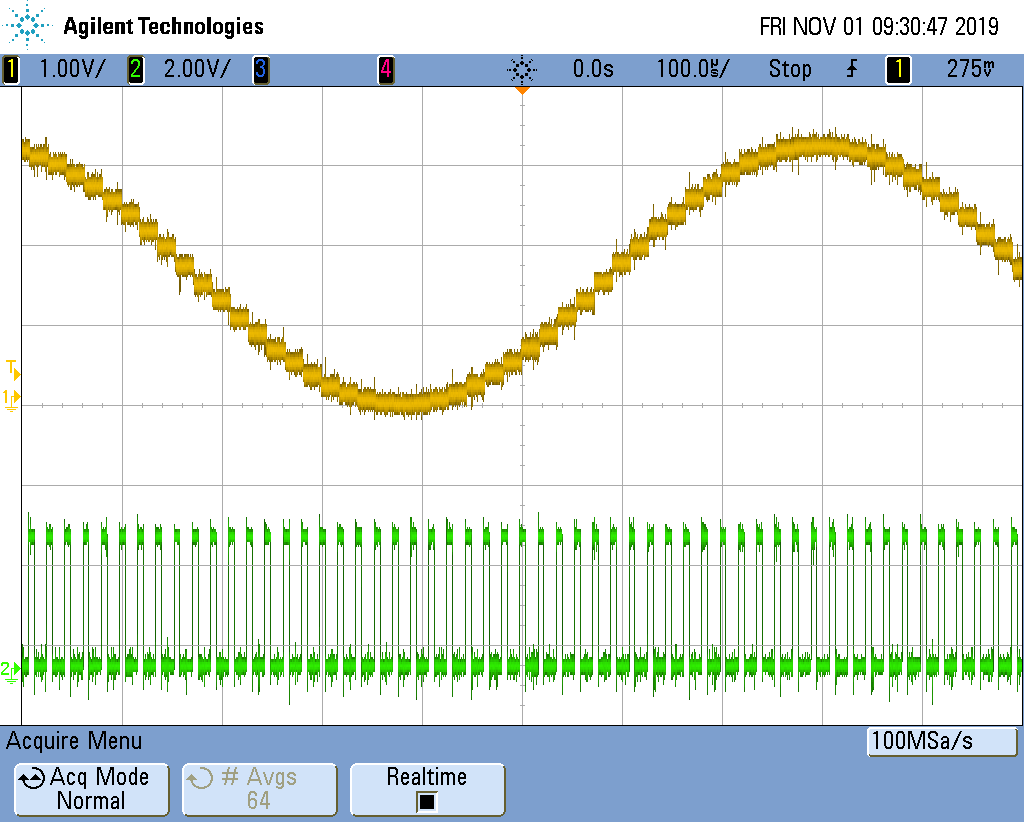 Agilent Technologies FRI NOV 01 09:30:47 2019
1 1.00V/ 2 2.00V/ 3 4 0.0s 100.0µs/ Stop 1 275mV
T
1
2
Acquire Menu 100MSa/s
Acq Mode
Normal
# Avgs
64
Realtime